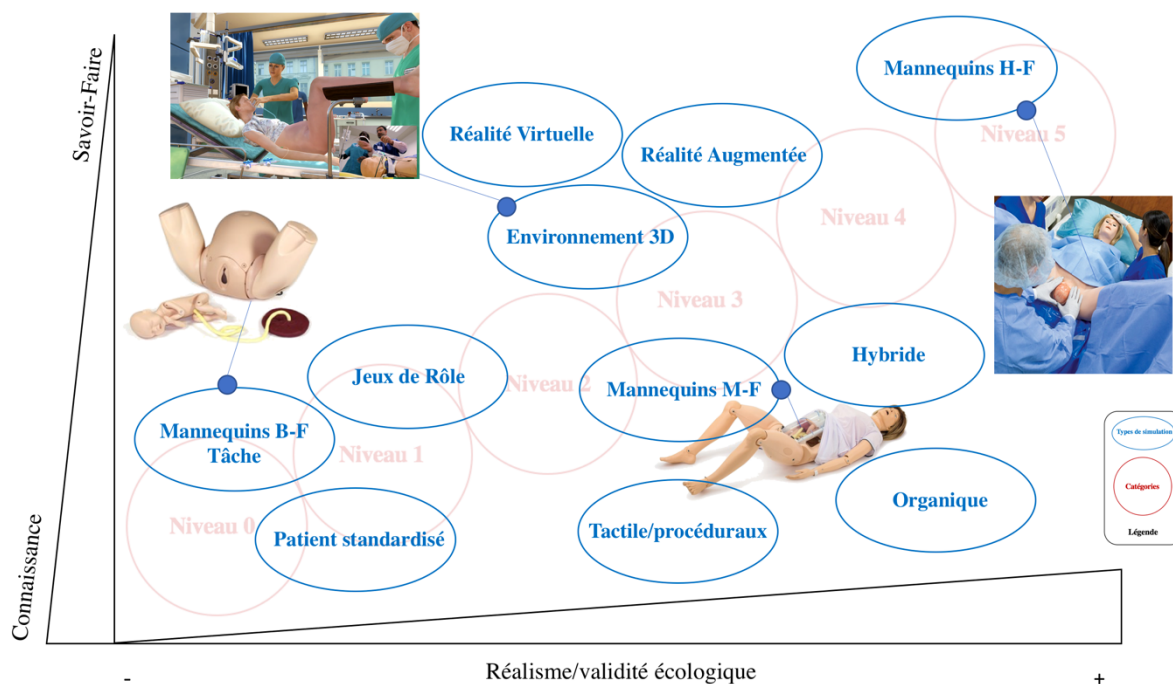 Savoir-Faire
Mannequins H-F
Niveau 5
Réalité Virtuelle
Réalité Augmentée
Niveau 4
Environnement 3D
Niveau 3
Hybride
Jeux de Rôle
Niveau 2
Mannequins M-F
Mannequins B-F
Tâche
Niveau 1
Types de simulation
Catégories
Légende
Organique
Niveau 0
Patient standardisé
Tactile/procéduraux
Connaissance
Réalisme/validité écologique
-
+